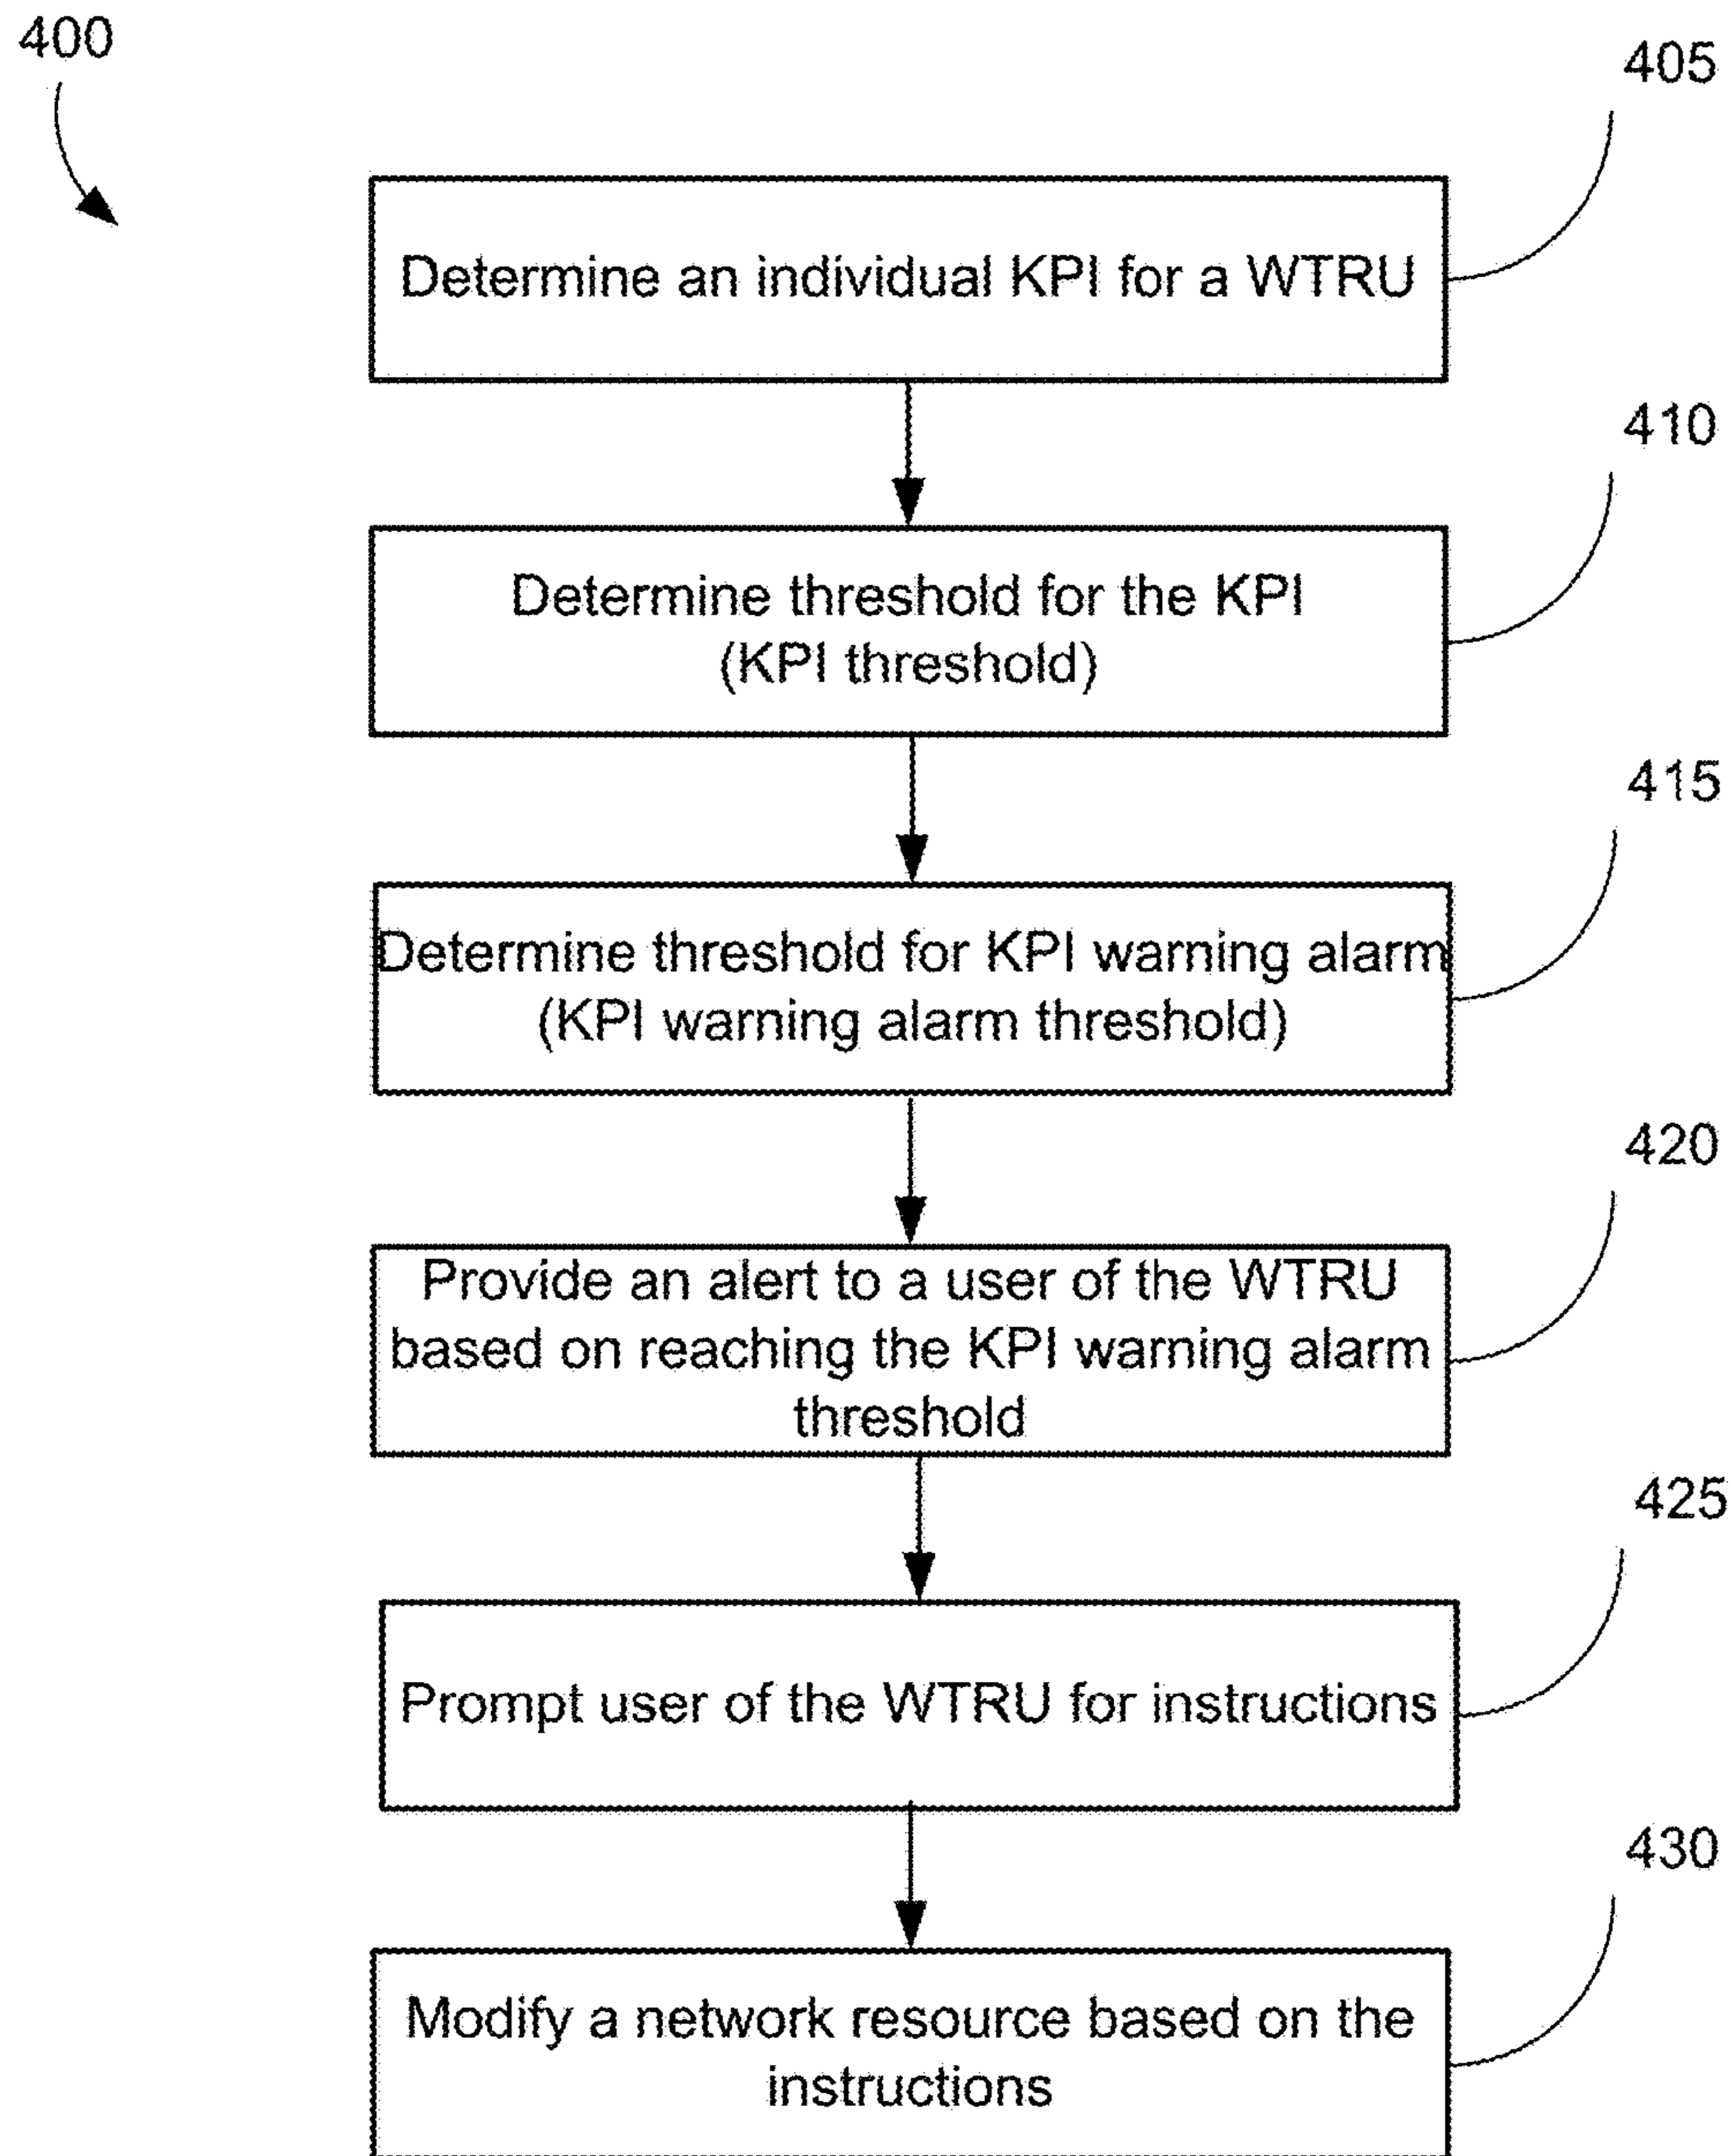 400
405
Determine an individual KPI for a WTRU
410
Determine threshold for the KPI
(KPI threshold)
415
Determine threshold for KPI warning alarm
(KPI warning alarm threshold)
420
Provide an alert to a user of the WTRU
based on reaching the KPI warning alarm
threshold
425
Prompt user of the WTRU for instructions
430
Modify a network resource based on the
instructions